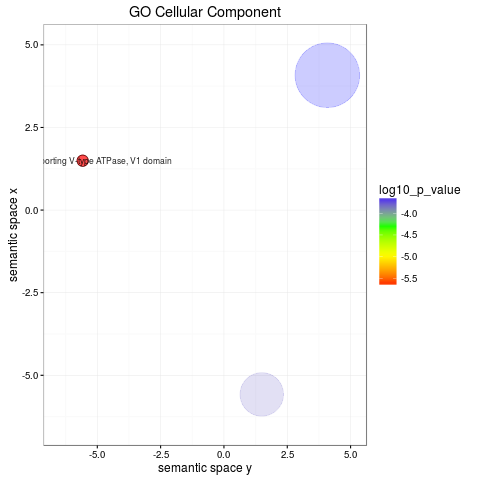 GO Cellular Component
5.0
2.5
0.0
-2.5
-5.0
semantic space x
orting V-type ATPase, V1 domain
-5.0 -2.5 0.0 2.5 5.0
semantic space y
log10_p_value
-4.0
-4.5
-5.0
-5.5